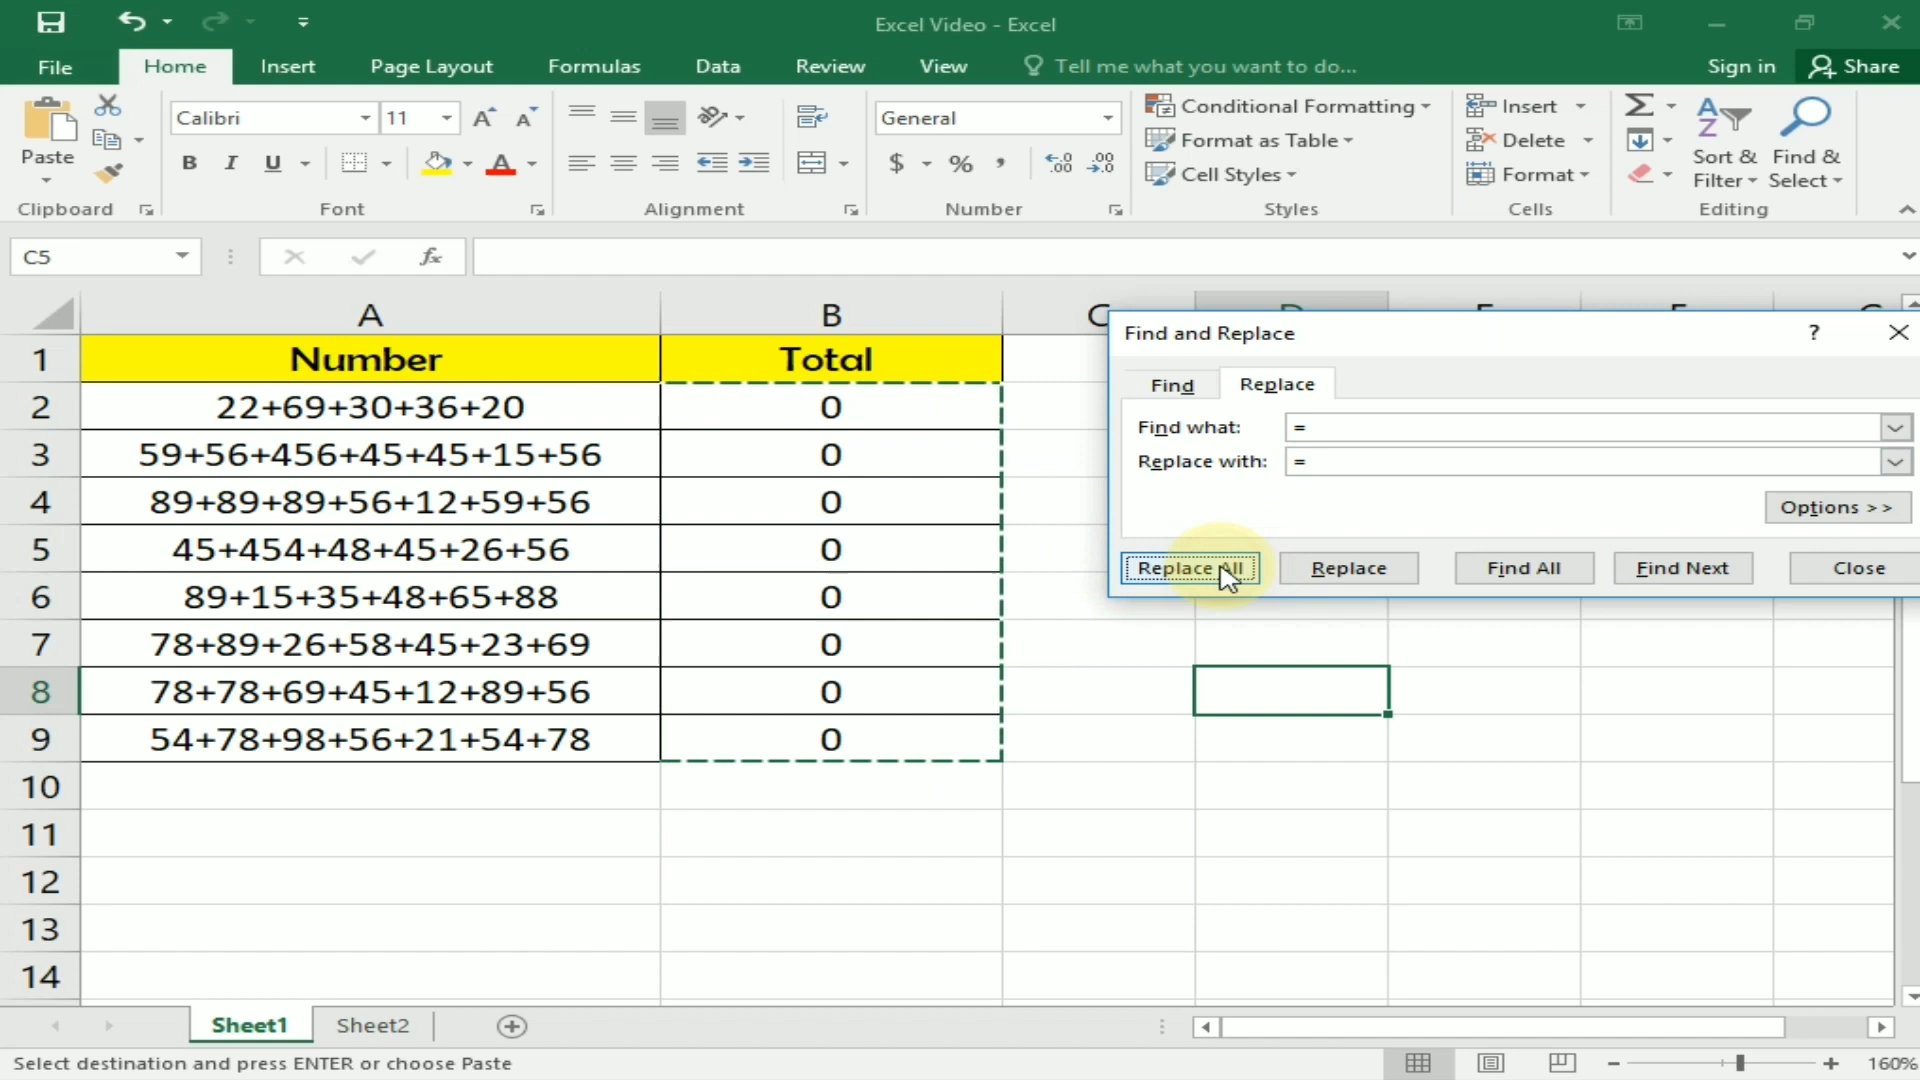 Excel Video - Excel
File Home Insert Page Layout Formulas Data Review View Tell me what you want to do... Sign in Share
Paste
Clipboard
Calibri 11
B I U A
Font
Alignment
General
$ % ,
Number
Conditional Formatting
Format as Table
Cell Styles
Styles
Insert
Delete
Format
Cells
Sort & Filter
Find & Select
Editing
C5 fx
A B
1 Number Total
2 22+69+30+36+20 0
3 59+56+456+45+45+15+56 0
4 89+89+89+56+12+59+56 0
5 45+454+48+45+26+56 0
6 89+15+35+48+65+88 0
7 78+89+26+58+45+23+69 0
8 78+78+69+45+12+89+56 0
9 54+78+98+56+21+54+78 0
10
11
12
13
14
Find and Replace ?
Find Replace
Find what: =
Replace with: =
Options >>
Replace All Replace Find All Find Next Close
Sheet1 Sheet2
Select destination and press ENTER or choose Paste 160%